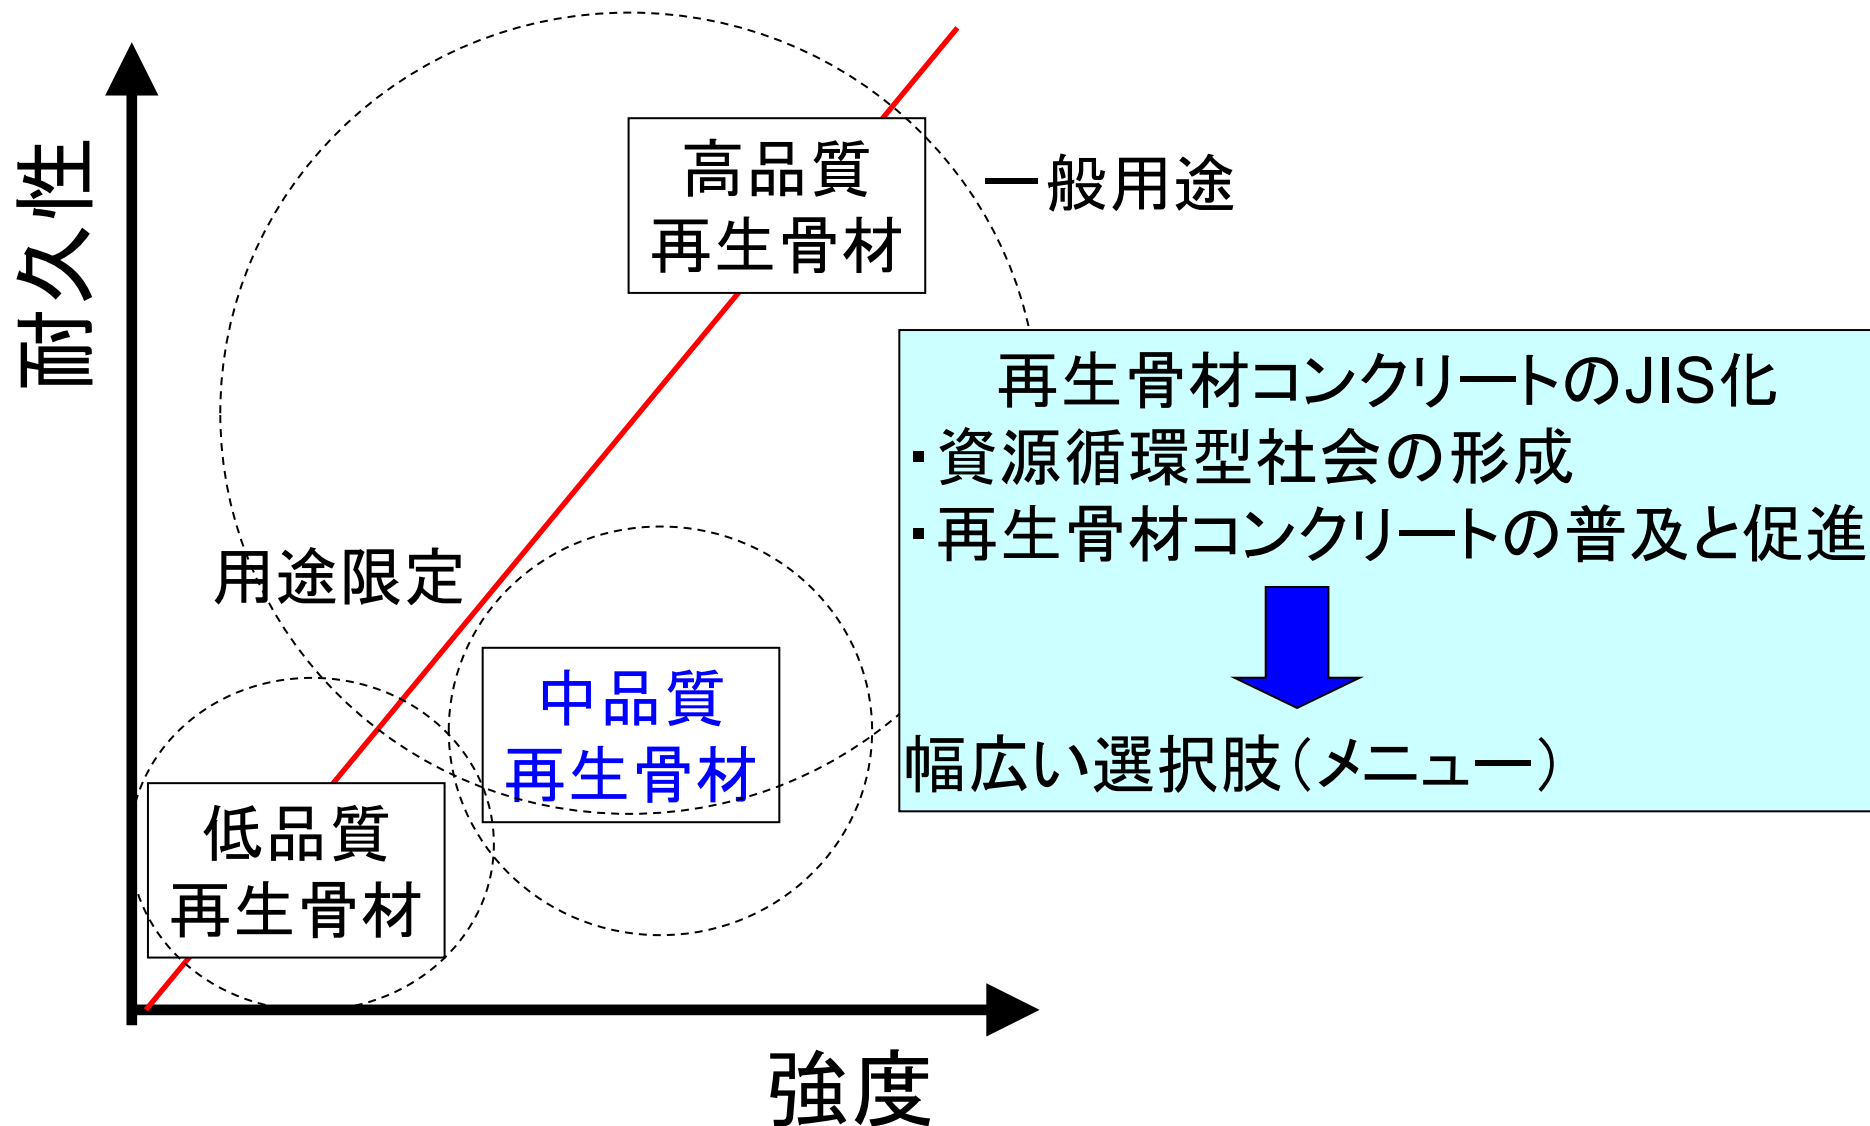 耐久性
高品質
再生骨材
一般用途
再生骨材コンクリートのJIS化
・資源循環型社会の形成
・再生骨材コンクリートの普及と促進
用途限定
中品質
再生骨材
幅広い選択肢（メニュー）
低品質
再生骨材
強度